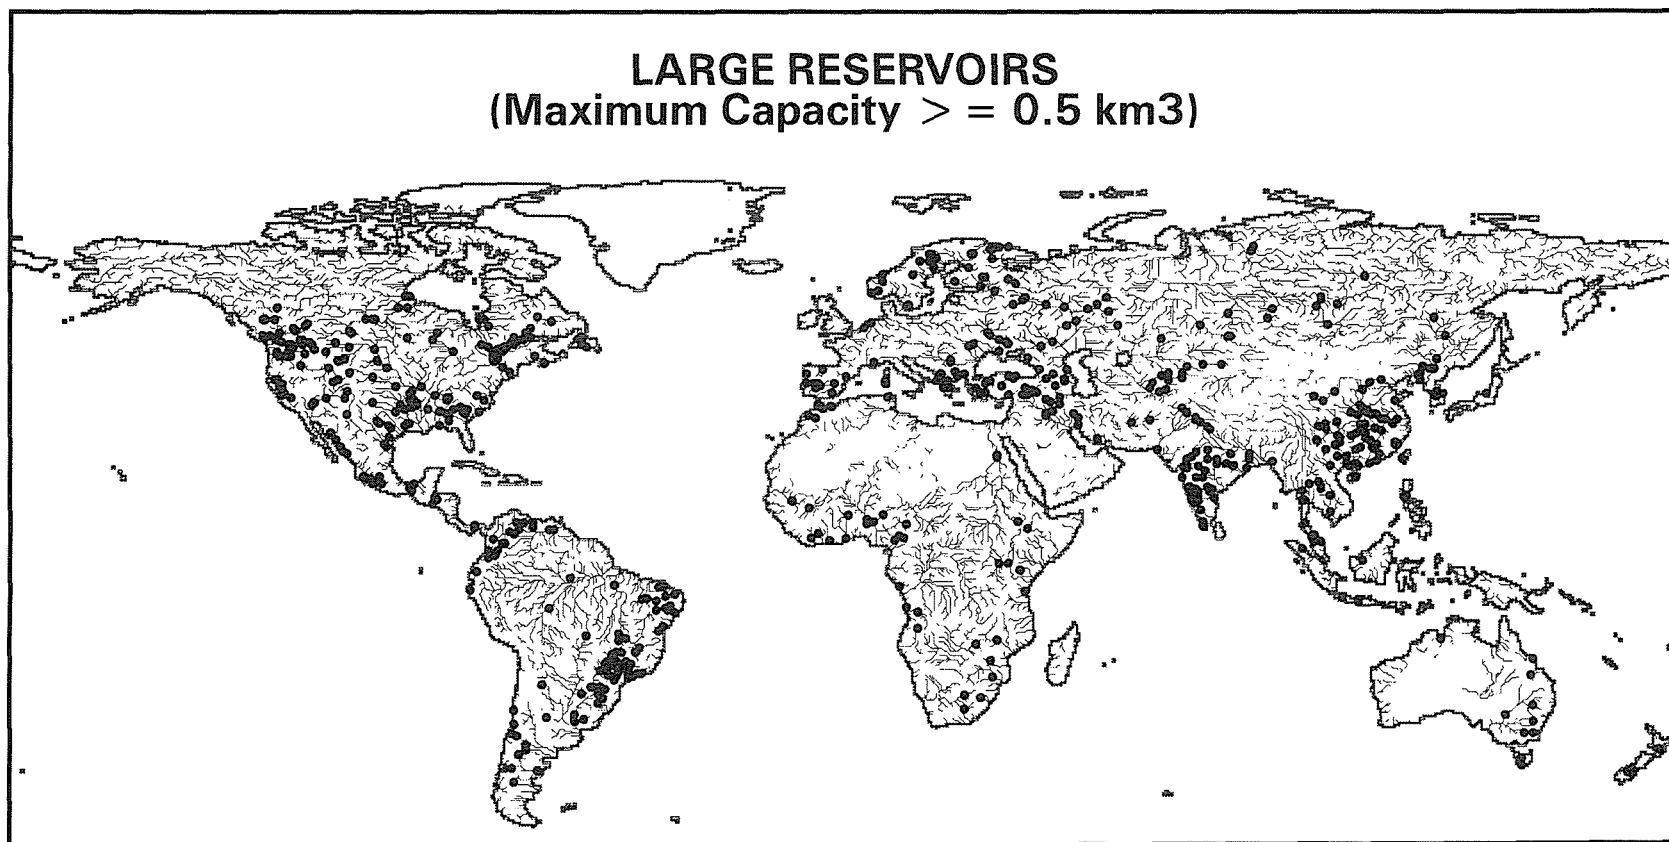 LARGE RESERVOIRS
(Maximum Capacity > = 0.5 km3)